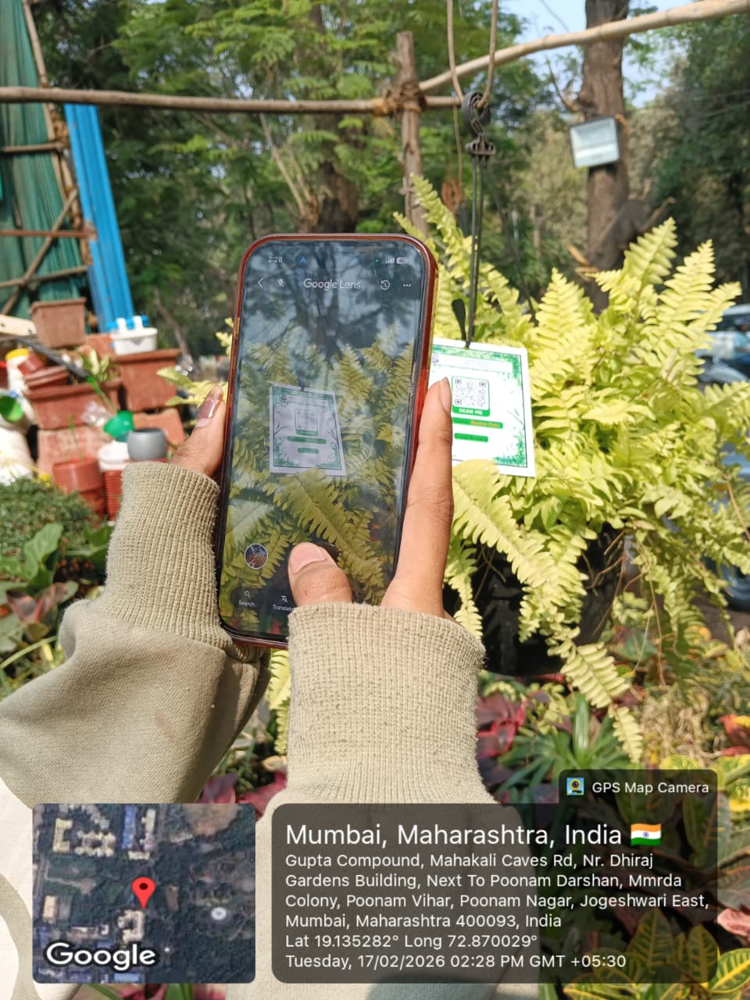 2:28
Google Lens
Search
Translate
SCAN ME
GPS Map Camera
Mumbai, Maharashtra, India
Gupta Compound, Mahakali Caves Rd, Nr. Dhiraj
Gardens Building, Next To Poonam Darshan, Mmrda
Colony, Poonam Vihar, Poonam Nagar, Jogeshwari East,
Mumbai, Maharashtra 400093, India
Lat 19.135282° Long 72.870029°
Tuesday, 17/02/2026 02:28 PM GMT +05:30
Google